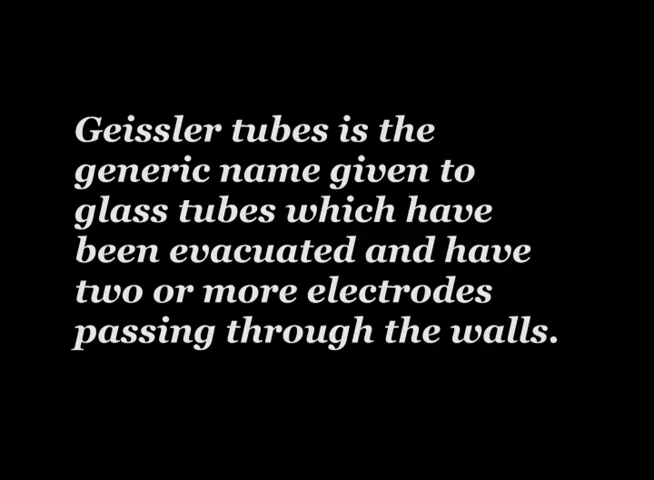 Geissler tubes is the
generic name given to
glass tubes which have
been evacuated and have
two or more electrodes
passing through the walls.